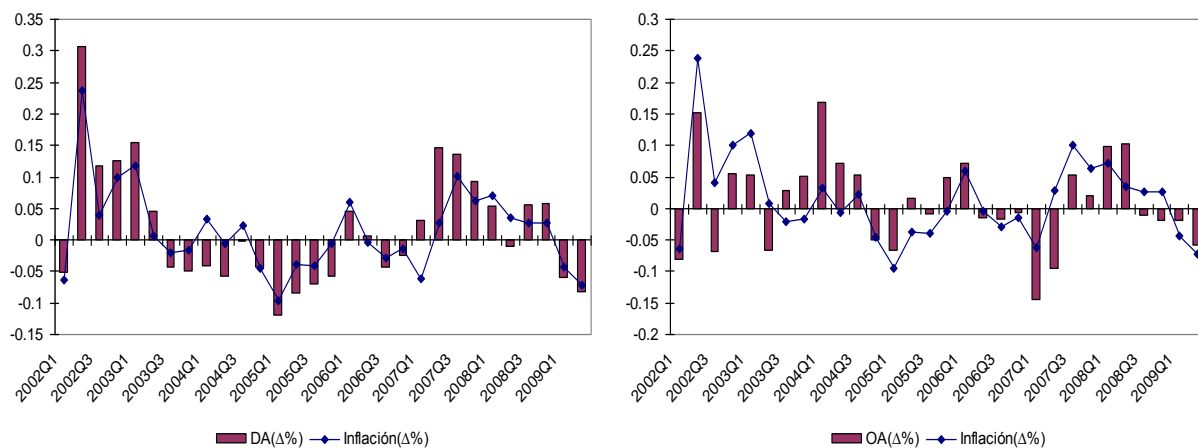 0.35
0.3
0.25
0.2
0.15
0.1
0.05
0
-0.05
-0.1
-0.15
2002Q1
2002Q3
2003Q1
2003Q3
2004Q1
2004Q3
2005Q1
2005Q3
2006Q1
2006Q3
2007Q1
2007Q3
2008Q1
2008Q3
2009Q1
DA(Δ%) Inflación(Δ%)
0.3
0.25
0.2
0.15
0.1
0.05
0
-0.05
-0.1
-0.15
-0.2
2002Q1
2002Q3
2003Q1
2003Q3
2004Q1
2004Q3
2005Q1
2005Q3
2006Q1
2006Q3
2007Q1
2007Q3
2008Q1
2008Q3
2009Q1
OA(Δ%) Inflación(Δ%)